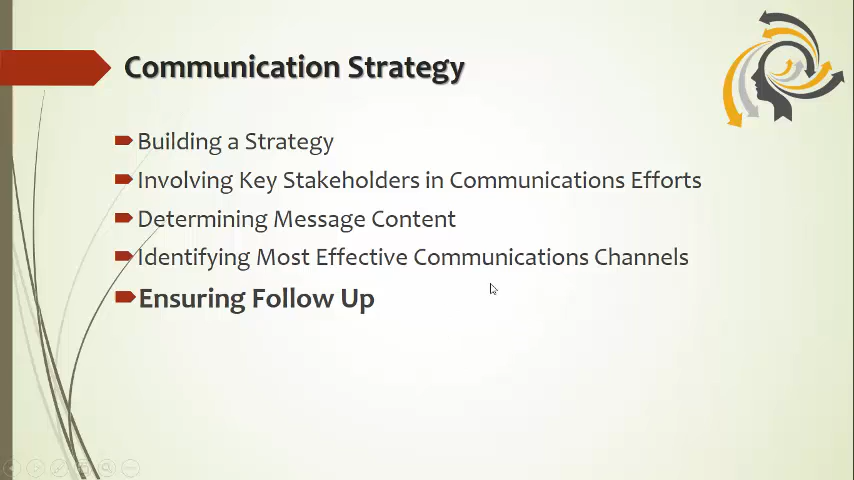 Communication Strategy
Building a Strategy
Involving Key Stakeholders in Communications Efforts
Determining Message Content
Identifying Most Effective Communications Channels
Ensuring Follow Up